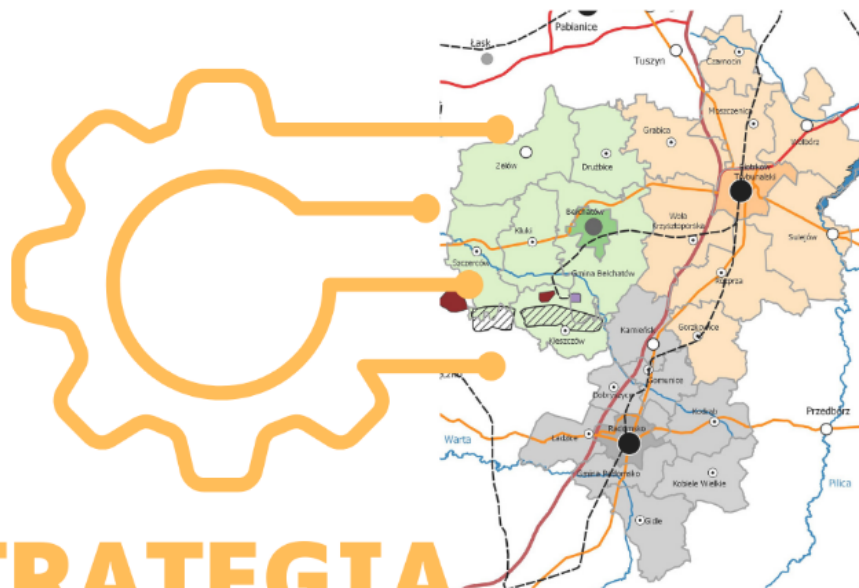 Pabianice
Łask
Tuszyn
Czarnocin
Moszczenica
Grabica
Wolbórz
Zelów
Drużbice
Piotrków
Trybunalski
Bełchatów
Wola
Krzysztoporska
Kluki
Sulejów
Szczerców
Gmina Bełchatów
Rozprza
Kamieńsk
Gorzkowice
Kleszczów
Gomunice
Dobryszyce
Kodrąb
Przedbórz
Radomsko
Ładzice
Warta
Gmina Radomsko
Kobiele Wielkie
Pilica
Gidle
TRATEGIA